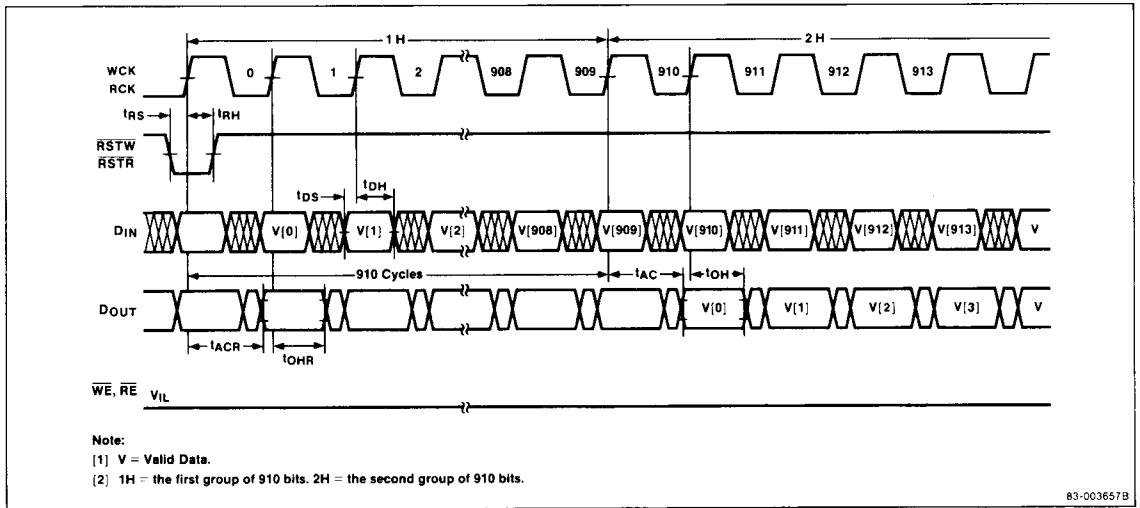 1 H 2 H
WCK
RCK
0 1 2 908 909 910 911 912 913
tRS tRH
RSTW
RSTR
tDS tDH
DIN V[0] V[1] V[2] V[908] V[909] V[910] V[911] V[912] V[913] V
910 Cycles tAC tOH
DOUT V[0] V[1] V[2] V[3] V
tACR tOHR
WE, RE VIL
Note:
[1] V = Valid Data.
[2] 1H = the first group of 910 bits. 2H = the second group of 910 bits.
83-003657B